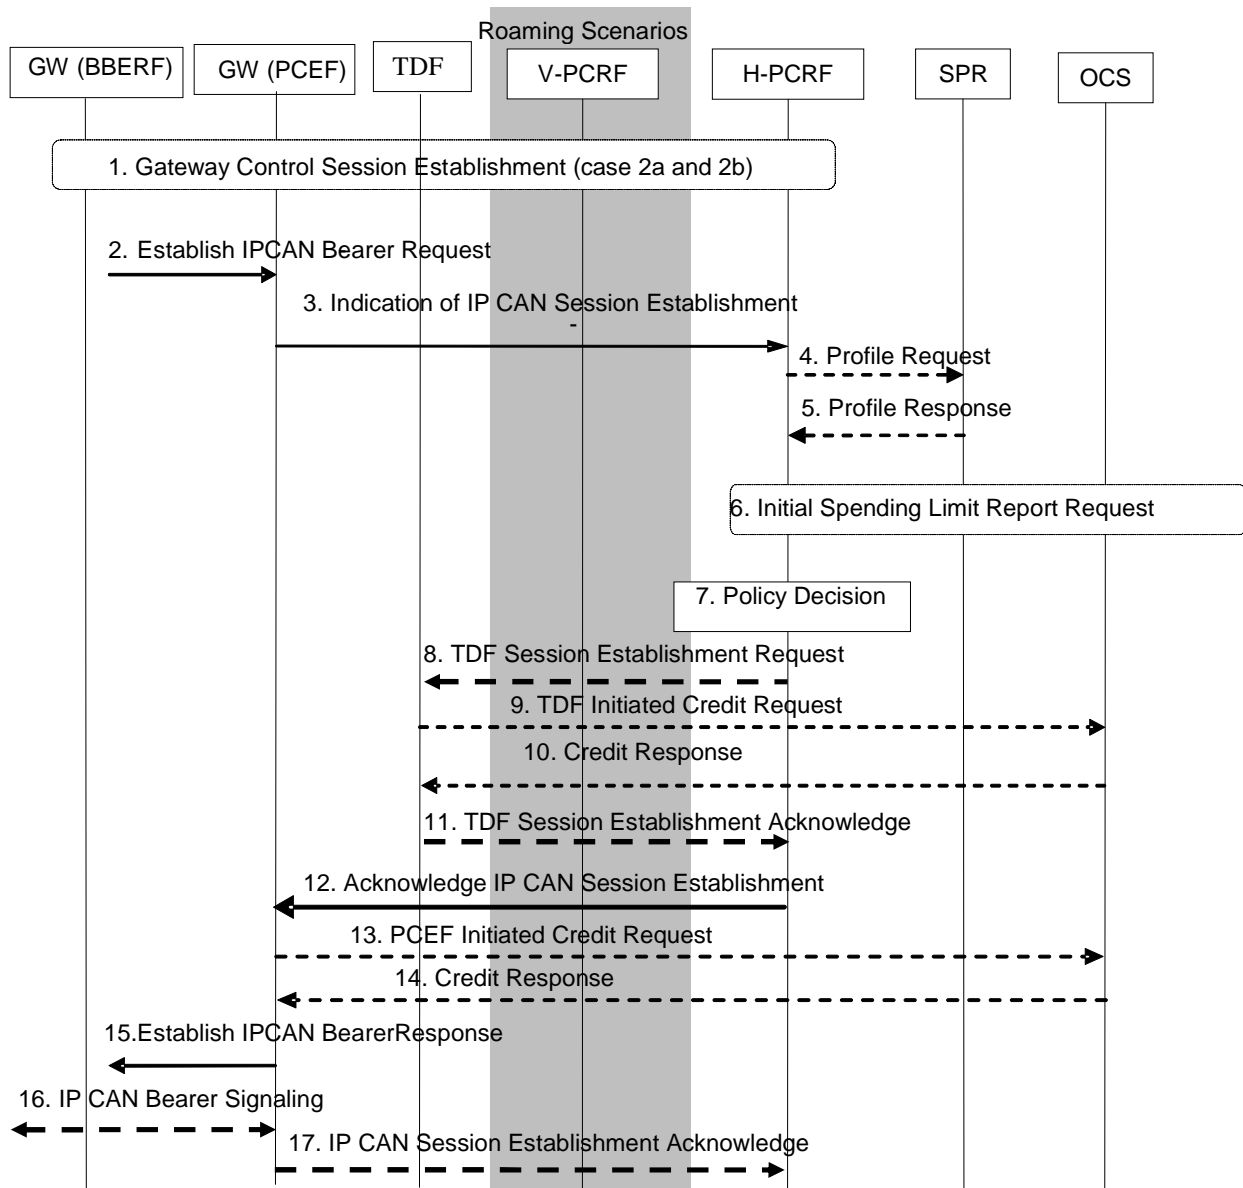 Roaming Scenarios
GW (BBERF)
GW (PCEF)
TDF
V-PCRF
H-PCRF
SPR
OCS
1. Gateway Control Session Establishment (case 2a and 2b)
2. Establish IPCAN Bearer Request
3. Indication of IP CAN Session Establishment
-
4. Profile Request
5. Profile Response
6. Initial Spending Limit Report Request
7. Policy Decision
8. TDF Session Establishment Request
9. TDF Initiated Credit Request
10. Credit Response
11. TDF Session Establishment Acknowledge
12. Acknowledge IP CAN Session Establishment
13. PCEF Initiated Credit Request
14. Credit Response
15.Establish IPCAN BearerResponse
16. IP CAN Bearer Signaling
17. IP CAN Session Establishment Acknowledge